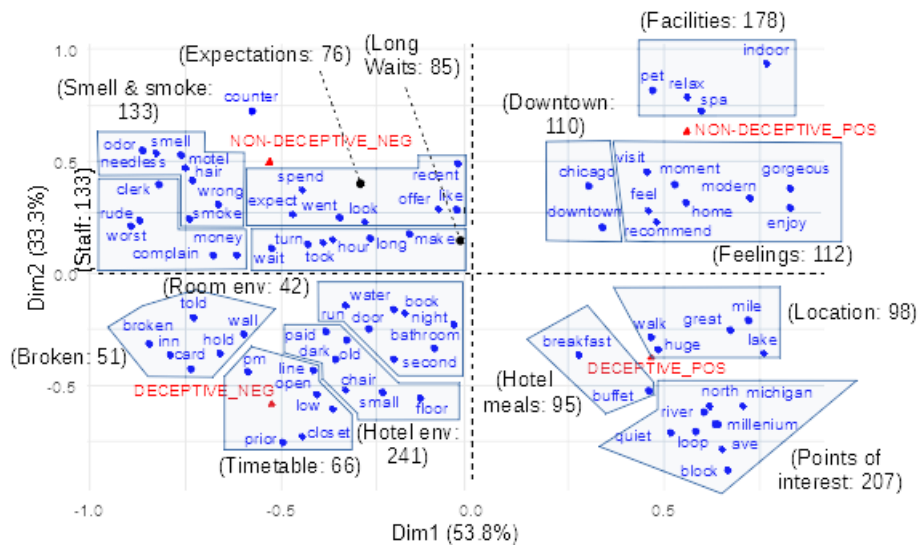 (Facilities: 178)
(Long
Waits:
85)
(Expectations: 76)
1.0
indoor
pet
relax
spa
(Smell & smoke:
133)
counter
(Downtown:
110)
NON-DECEPTIVE_NEG
NON-DECEPTIVE_POS
odor
smell
needless
motel
hair
0.5
recent
visit
moment
gorgeous
clerk
wrong
spend
chicago
feel
modern
expect
went
offer
like
rude
smoke
look
downtown
home
enjoy
worst
money
recommend
turn
hour
long
make
complain
wait
took
(Staff: 133)
(Feelings: 112)
Dim2 (33.3%)
0.0
(Room env: 42)
told
water
book
broken
wall
run
door
night
mile
(Location: 98)
inn
hold
paid
bathroom
great
walk
card
dark
old
second
breakfast
huge
lake
(Broken: 51)
pm
line
DECEPTIVE_POS
DECEPTIVE_NEG
open
chair
(Hotel
meals: 95)
buffet
north
michigan
-0.5
low
small
floor
river
millenium
prior
closet
(Hotel env:
241)
quiet
loop
ave
block
(Timetable: 66)
(Points of
interest: 207)
-1.0
-0.5
0.0
0.5
Dim1 (53.8%)